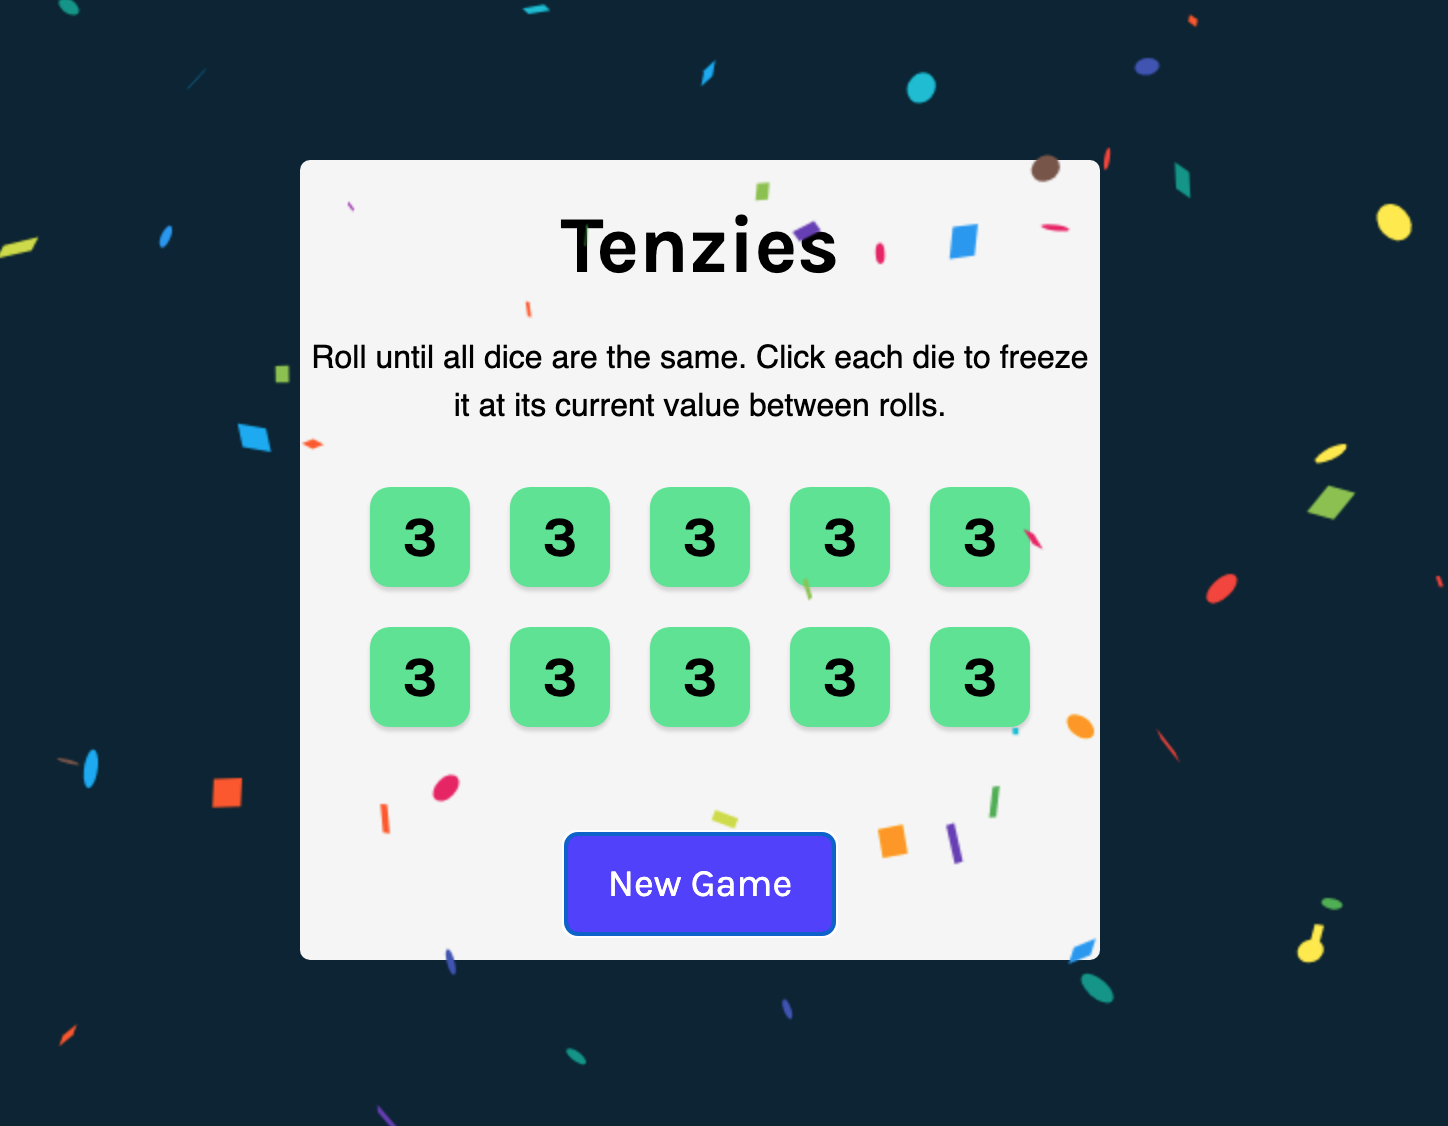 Tenzies
Roll until all dice are the same. Click each die to freeze
it at its current value between rolls.
3 3 3 3 3
3 3 3 3 3
New Game